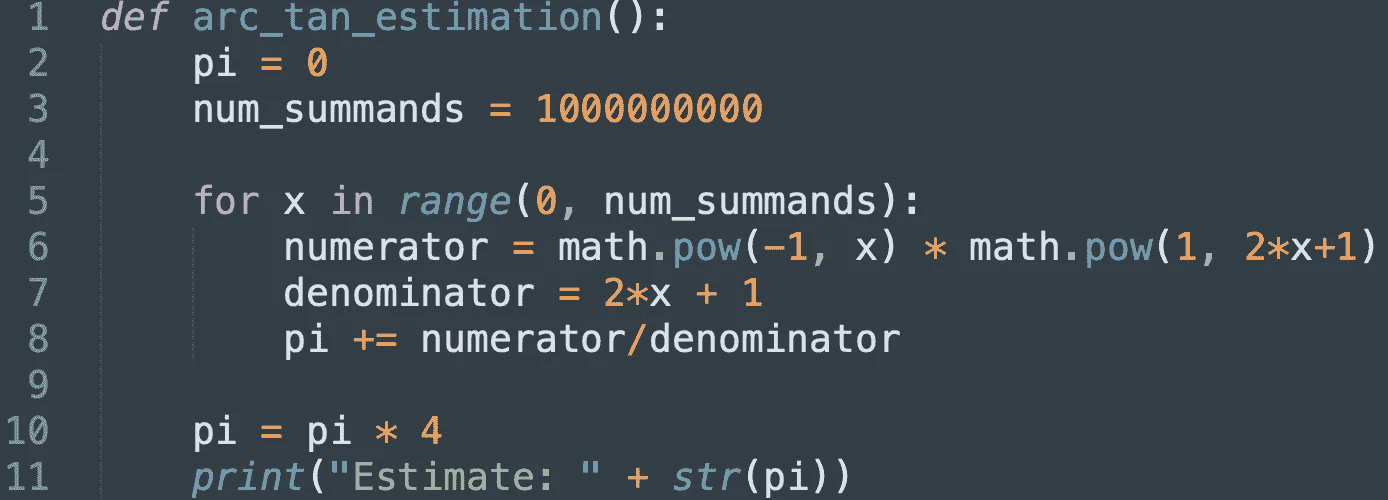 1 def arc_tan_estimation():
2     pi = 0
3     num_summands = 1000000000
4
5     for x in range(0, num_summands):
6         numerator = math.pow(-1, x) * math.pow(1, 2*x+1)
7         denominator = 2*x + 1
8         pi += numerator/denominator
9
10     pi = pi * 4
11     print("Estimate: " + str(pi))